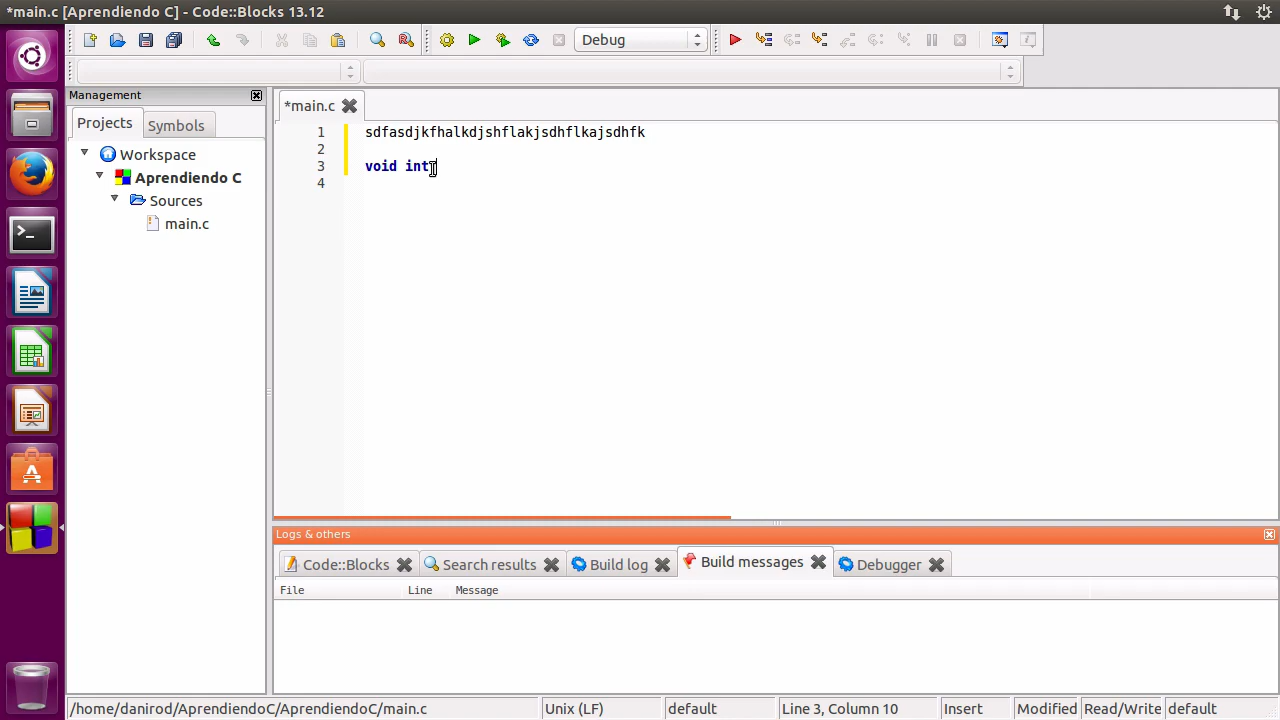 *main.c [Aprendiendo C] - Code::Blocks 13.12
Debug
Management
Projects
Symbols
Workspace
Aprendiendo C
Sources
main.c
*main.c
1 sdfasdjkfhalkdjshflakjsdhflkajsdhfk
2
3 void int
4
Logs & others
Code::Blocks
Search results
Build log
Build messages
Debugger
File Line Message
/home/danirod/AprendiendoC/AprendiendoC/main.c Unix (LF) default Line 3, Column 10 Insert Modified Read/Write default